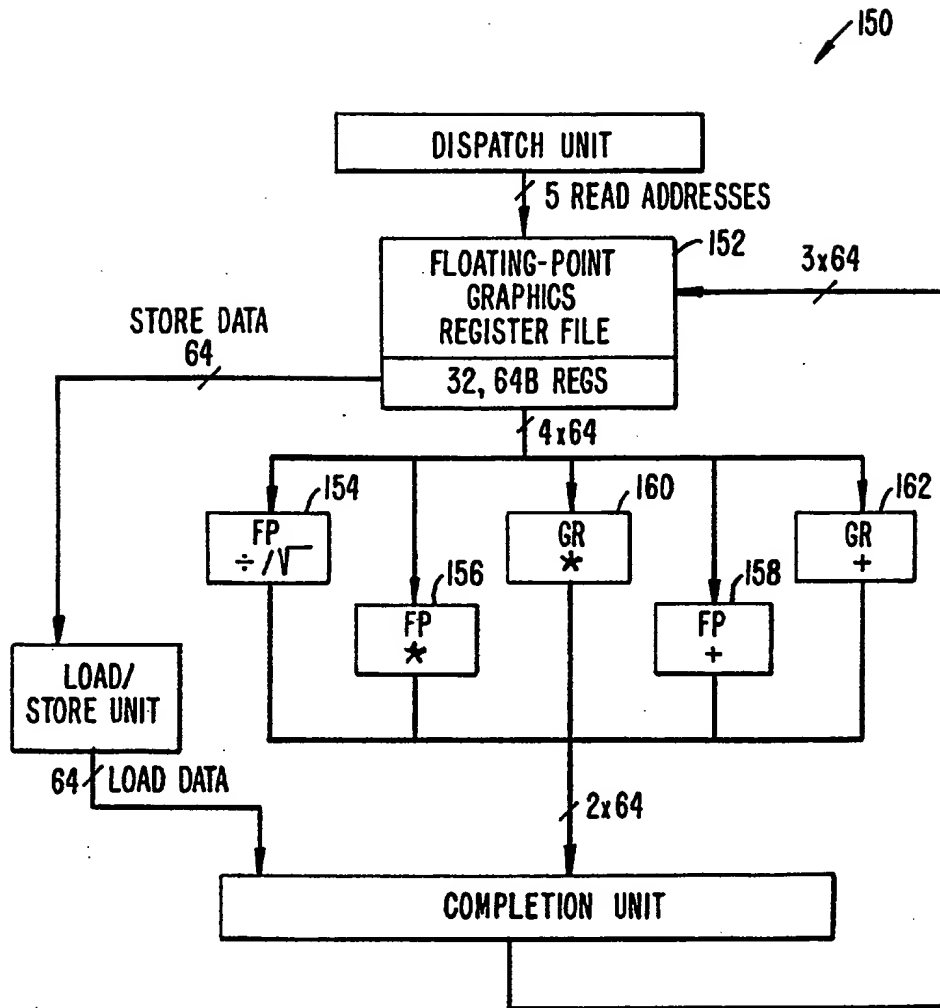 150
DISPATCH UNIT
5 READ ADDRESSES
152
FLOATING-POINT
GRAPHICS
REGISTER FILE
32, 64B REGS
3x64
STORE DATA
64
4x64
154
FP
÷ /√
156
FP
*
160
GR
*
158
FP
+
162
GR
+
LOAD/
STORE UNIT
64 LOAD DATA
2x64
COMPLETION UNIT